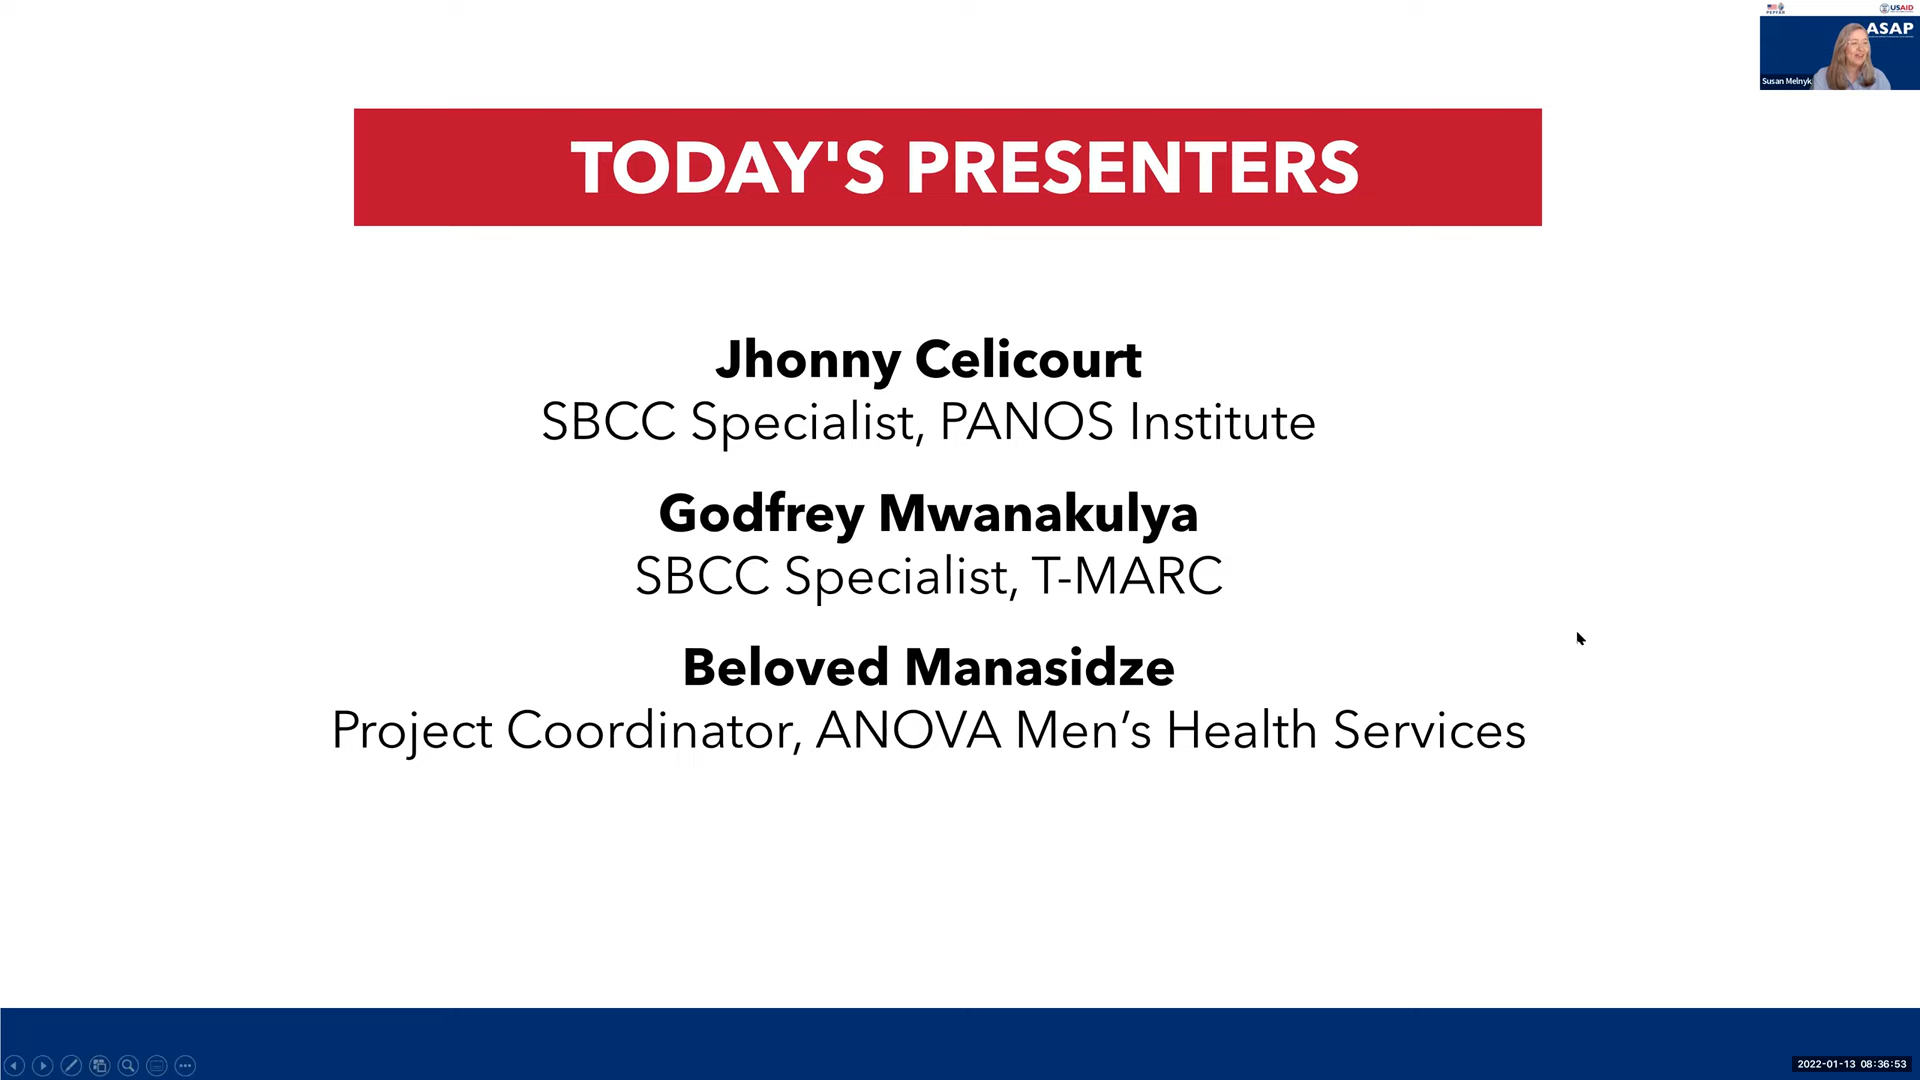 PEPFAR
USAID
ASAP
Susan Melnyk
TODAY'S PRESENTERS
Jhonny Celicourt
SBCC Specialist, PANOS Institute
Godfrey Mwanakulya
SBCC Specialist, T-MARC
Beloved Manasidze
Project Coordinator, ANOVA Men’s Health Services
2022-01-13 08:36:53